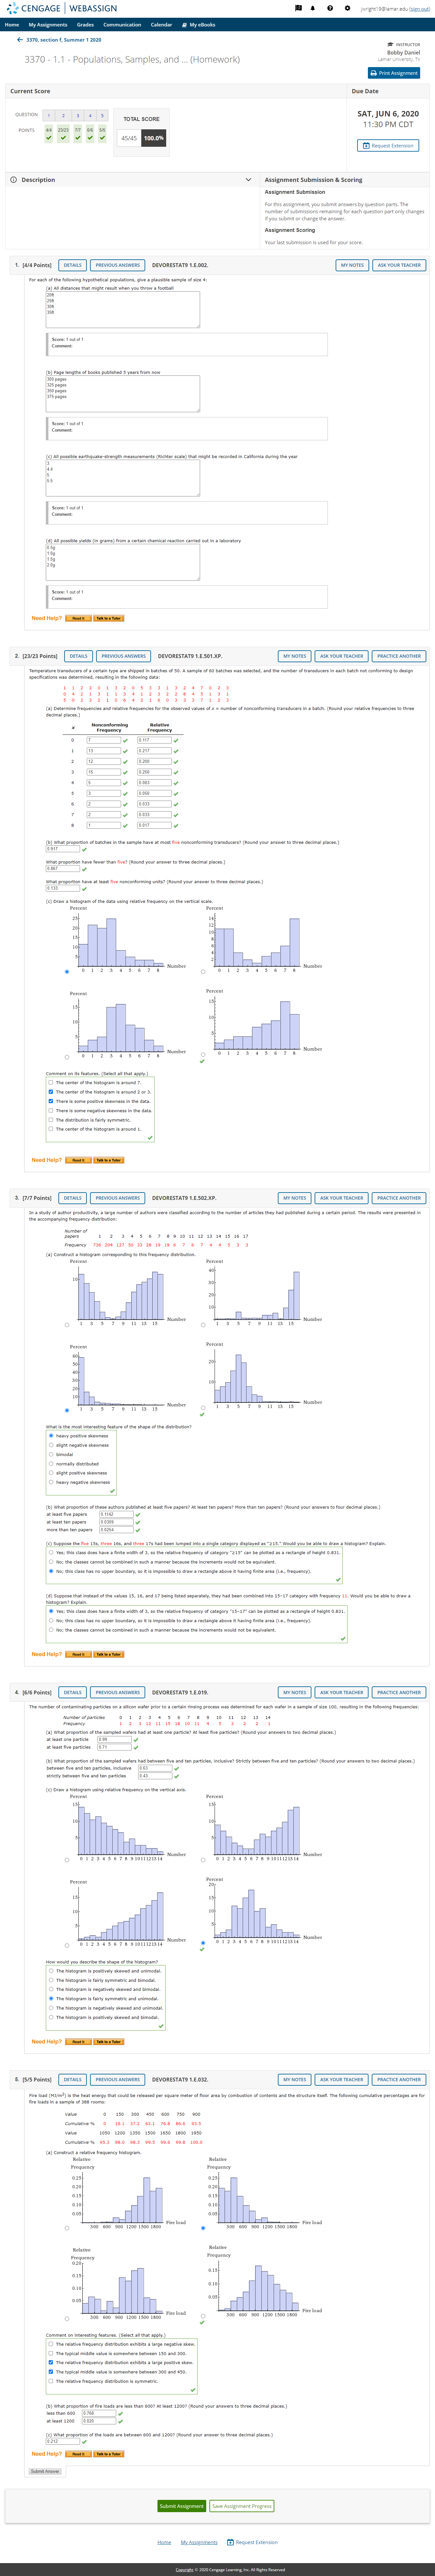 CENGAGE | WEBASSIGN
jwright19@lamar.edu (sign out)
Home My Assignments Grades Communication Calendar My eBooks
3370, section F, Summer 1 2020
INSTRUCTOR
Bobby Daniel
Lamar University, TX
3370 - 1.1 - Populations, Samples, and ... (Homework)
Print Assignment
Current Score
Due Date
QUESTION 1 2 3 4 5
POINTS 4/4 23/23 7/7 6/6 5/5
TOTAL SCORE
45/45 100.0%
SAT, JUN 6, 2020
11:30 PM CDT
Request Extension
Description
Assignment Submission & Scoring
Assignment Submission
For this assignment, you submit answers by question parts. The
number of submissions remaining for each question part only changes
if you submit or change the answer.
Assignment Scoring
Your last submission is used for your score.
1. [4/4 Points] DETAILS PREVIOUS ANSWERS DEVORESTAT9 1.E.002. MY NOTES ASK YOUR TEACHER
For each of the following hypothetical populations, give a plausible sample of size 4:
(a) All distances that might result when you throw a football
Score: 1 out of 1
Comment:
(b) Page lengths of books published 5 years from now
300 pages
325 pages
350 pages
375 pages
Score: 1 out of 1
Comment:
(c) All possible earthquake-strength measurements (Richter scale) that might be recorded in California during the year
Score: 1 out of 1
Comment:
(d) All possible yields (in grams) from a certain chemical reaction carried out in a laboratory
0.5g
1.0g
1.5g
2.0g
Score: 1 out of 1
Comment:
Need Help? Read It Talk to a Tutor
2. [23/23 Points] DETAILS PREVIOUS ANSWERS DEVORESTAT9 1.E.501.XP. MY NOTES ASK YOUR TEACHER PRACTICE ANOTHER
Temperature transducers of a certain type are shipped in batches of 50. A sample of 60 batches was selected, and the number of transducers in each batch not conforming to design
specifications was determined, resulting in the following data:
(a) Determine frequencies and relative frequencies for the observed values of x = number of nonconforming transducers in a batch. (Round your relative frequencies to three
decimal places.)
x Nonconforming Frequency Relative Frequency
0 7 0.117
1 13 0.217
2 12 0.200
3 15 0.250
4 5 0.083
5 3 0.050
6 2 0.033
7 2 0.033
8 1 0.017
(b) What proportion of batches in the sample have at most five nonconforming transducers? (Round your answer to three decimal places.)
0.917
What proportion have fewer than five? (Round your answer to three decimal places.)
0.867
What proportion have at least five nonconforming units? (Round your answer to three decimal places.)
0.133
(c) Draw a histogram of the data using relative frequency on the vertical scale.
Percent Percent
Number Number
Percent Percent
Number Number
Comment on its features. (Select all that apply.)
The center of the histogram is around 7.
The center of the histogram is around 2 or 3.
There is some positive skewness in the data.
There is some negative skewness in the data.
The distribution is fairly symmetric.
The center of the histogram is around 1.
Need Help? Read It Talk to a Tutor
3. [7/7 Points] DETAILS PREVIOUS ANSWERS DEVORESTAT9 1.E.502.XP. MY NOTES ASK YOUR TEACHER PRACTICE ANOTHER
In a study of author productivity, a large number of authors were classified according to the number of articles they had published during a certain period. The results were presented in
the accompanying frequency distribution:
Number of
papers 1 2 3 4 5 6 7 8 9 10 11 12 13 14 15 16 17
(a) Construct a histogram corresponding to this frequency distribution.
Percent Percent
Number Number
Percent Percent
Number Number
What is the most interesting feature of the shape of the distribution?
heavy positive skewness
slight negative skewness
bimodal
normally distributed
slight positive skewness
heavy negative skewness
(b) What proportion of these authors published at least five papers? At least ten papers? More than ten papers? (Round your answers to four decimal places.)
at least five papers 0.1142
at least ten papers 0.0309
more than ten papers 0.0254
(c) Suppose the five 15s, three 16s, and three 17s had been lumped into a single category displayed as "≥15." Would you be able to draw a histogram? Explain.
Yes; this class does have a finite width of 3, so the relative frequency of category "≥15" can be plotted as a rectangle of height 0.831.
No; the classes cannot be combined in such a manner because the increments would not be equivalent.
No; this class has no upper boundary, so it is impossible to draw a rectangle above it having finite area (i.e., frequency).
(d) Suppose that instead of the values 15, 16, and 17 being listed separately, they had been combined into 15–17 category with frequency 11. Would you be able to draw a
histogram? Explain.
Yes; this class does have a finite width of 3, so the relative frequency of category "15–17" can be plotted as a rectangle of height 0.831.
No; this class has no upper boundary, so it is impossible to draw a rectangle above it having finite area (i.e., frequency).
No; the classes cannot be combined in such a manner because the increments would not be equivalent.
Need Help? Read It Talk to a Tutor
4. [6/6 Points] DETAILS PREVIOUS ANSWERS DEVORESTAT9 1.E.019. MY NOTES ASK YOUR TEACHER PRACTICE ANOTHER
The number of contaminating particles on a silicon wafer prior to a certain rinsing process was determined for each wafer in a sample of size 100, resulting in the following frequencies:
Number of particles 0 1 2 3 4 5 6 7 8 9 10 11 12 13 14
Frequency 1 2 3 12 11 15 18 10 11 4 5 3 2 2 1
(a) What proportion of the sampled wafers had at least one particle? At least five particles? (Round your answers to two decimal places.)
at least one particle 0.99
at least five particles 0.71
(b) What proportion of the sampled wafers had between five and ten particles, inclusive? Strictly between five and ten particles? (Round your answers to two decimal places.)
between five and ten particles, inclusive 0.63
strictly between five and ten particles 0.43
(c) Draw a histogram using relative frequency on the vertical axis.
Percent Percent
Number Number
Percent Percent
Number Number
How would you describe the shape of the histogram?
The histogram is positively skewed and unimodal.
The histogram is fairly symmetric and bimodal.
The histogram is negatively skewed and bimodal.
The histogram is fairly symmetric and unimodal.
The histogram is negatively skewed and unimodal.
The histogram is positively skewed and bimodal.
Need Help? Read It Talk to a Tutor
5. [5/5 Points] DETAILS PREVIOUS ANSWERS DEVORESTAT9 1.E.032. MY NOTES ASK YOUR TEACHER PRACTICE ANOTHER
Fire load (MJ/m²) is the heat energy that could be released per square meter of floor area by combustion of contents and the structure itself. The following cumulative percentages are for
fire loads in a sample of 388 rooms:
Value 0 150 300 450 600 750 900
Cumulative % 0 19.1 37.2 62.1 76.8 86.6 93.5
Value 1050 1200 1350 1500 1650 1800 1950
Cumulative % 95.3 98.0 98.3 99.5 99.6 99.8 100.0
(a) Construct a relative frequency histogram.
Relative Frequency Relative Frequency
Fire load Fire load
Relative Frequency Relative Frequency
Fire load Fire load
Comment on interesting features. (Select all that apply.)
The relative frequency distribution exhibits a large negative skew.
The typical middle value is somewhere between 150 and 300.
The relative frequency distribution exhibits a large positive skew.
The typical middle value is somewhere between 300 and 450.
The relative frequency distribution is symmetric.
(b) What proportion of fire loads are less than 600? At least 1200? (Round your answers to three decimal places.)
less than 600 0.768
at least 1200 0.020
(c) What proportion of the loads are between 600 and 1200? (Round your answer to three decimal places.)
0.212
Need Help? Read It Talk to a Tutor
Submit Answer
Submit Assignment Save Assignment Progress
Home My Assignments Request Extension
Copyright © 2020 Cengage Learning, Inc. All Rights Reserved